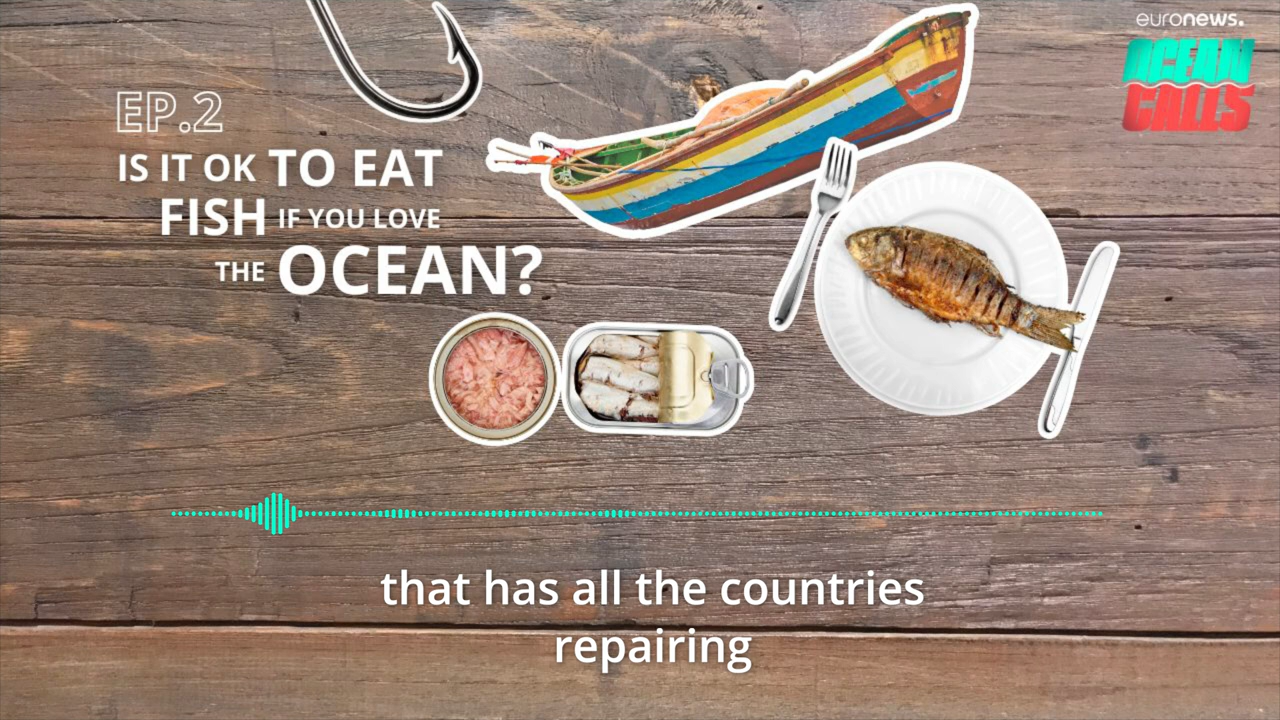 euronews.
OCEAN
CALLS
EP.2
IS IT OK TO EAT
FISH IF YOU LOVE
THE OCEAN?
that has all the countries
repairing